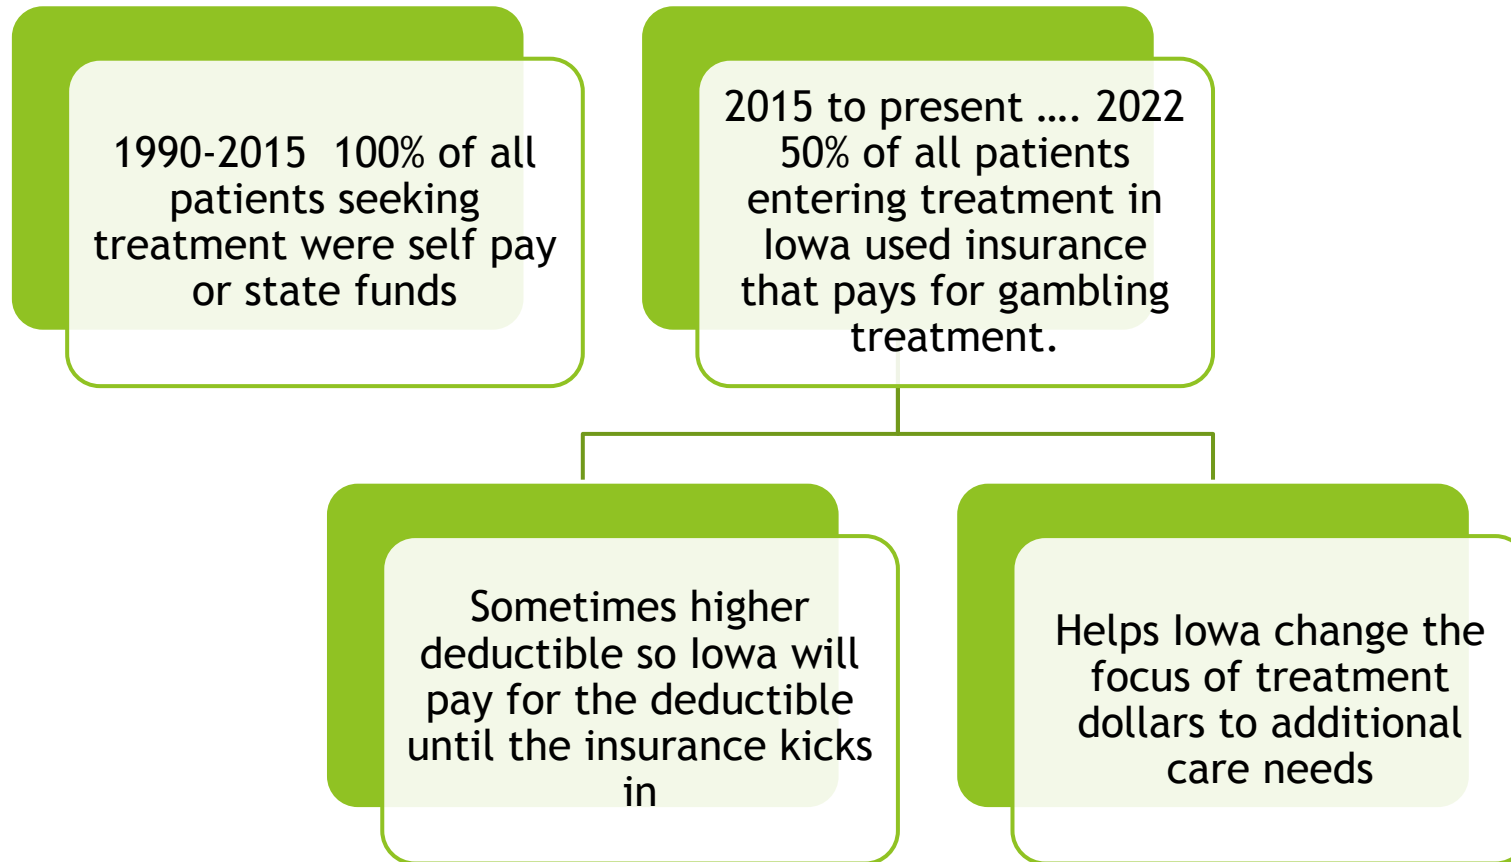 1990-2015  100% of all
patients seeking
treatment were self pay
or state funds
2015 to present .... 2022
50% of all patients
entering treatment in
Iowa used insurance
that pays for gambling
treatment.
Sometimes higher
deductible so Iowa will
pay for the deductible
until the insurance kicks
in
Helps Iowa change the
focus of treatment
dollars to additional
care needs